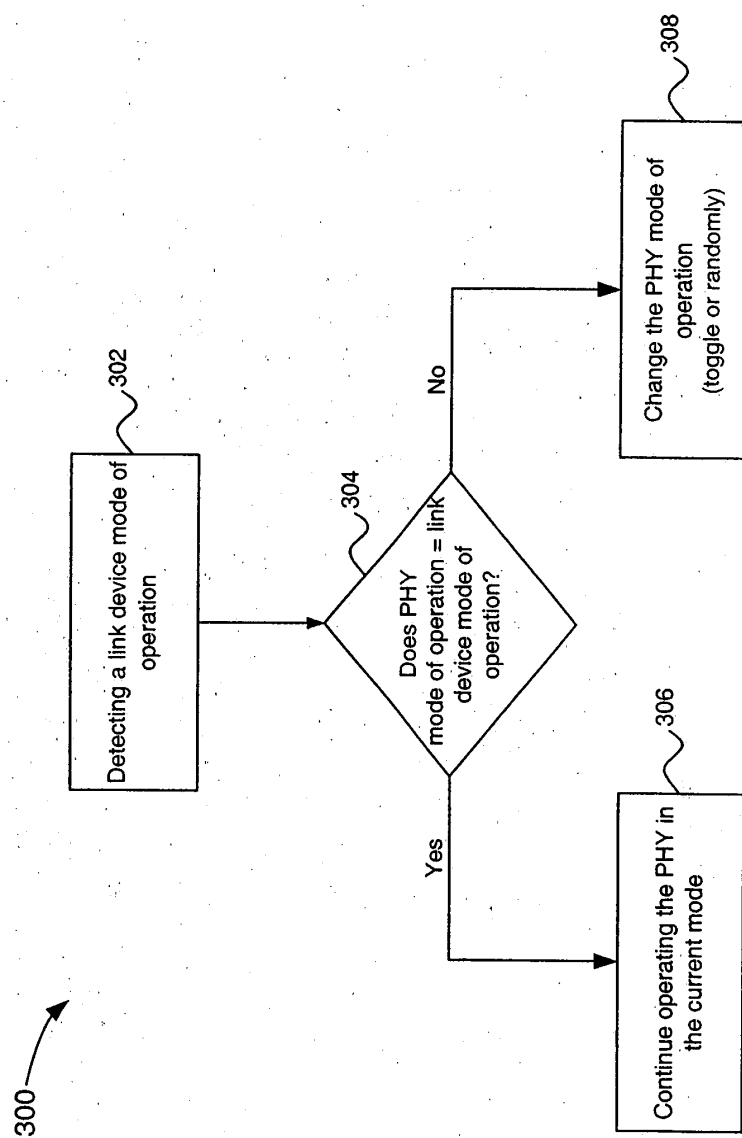 300
Detecting a link device mode of
operation
302
304
Does PHY
mode of operation = link
device mode of
operation?
Yes
No
Continue operating the PHY in
the current mode
306
Change the PHY mode of
operation
(toggle or randomly)
308